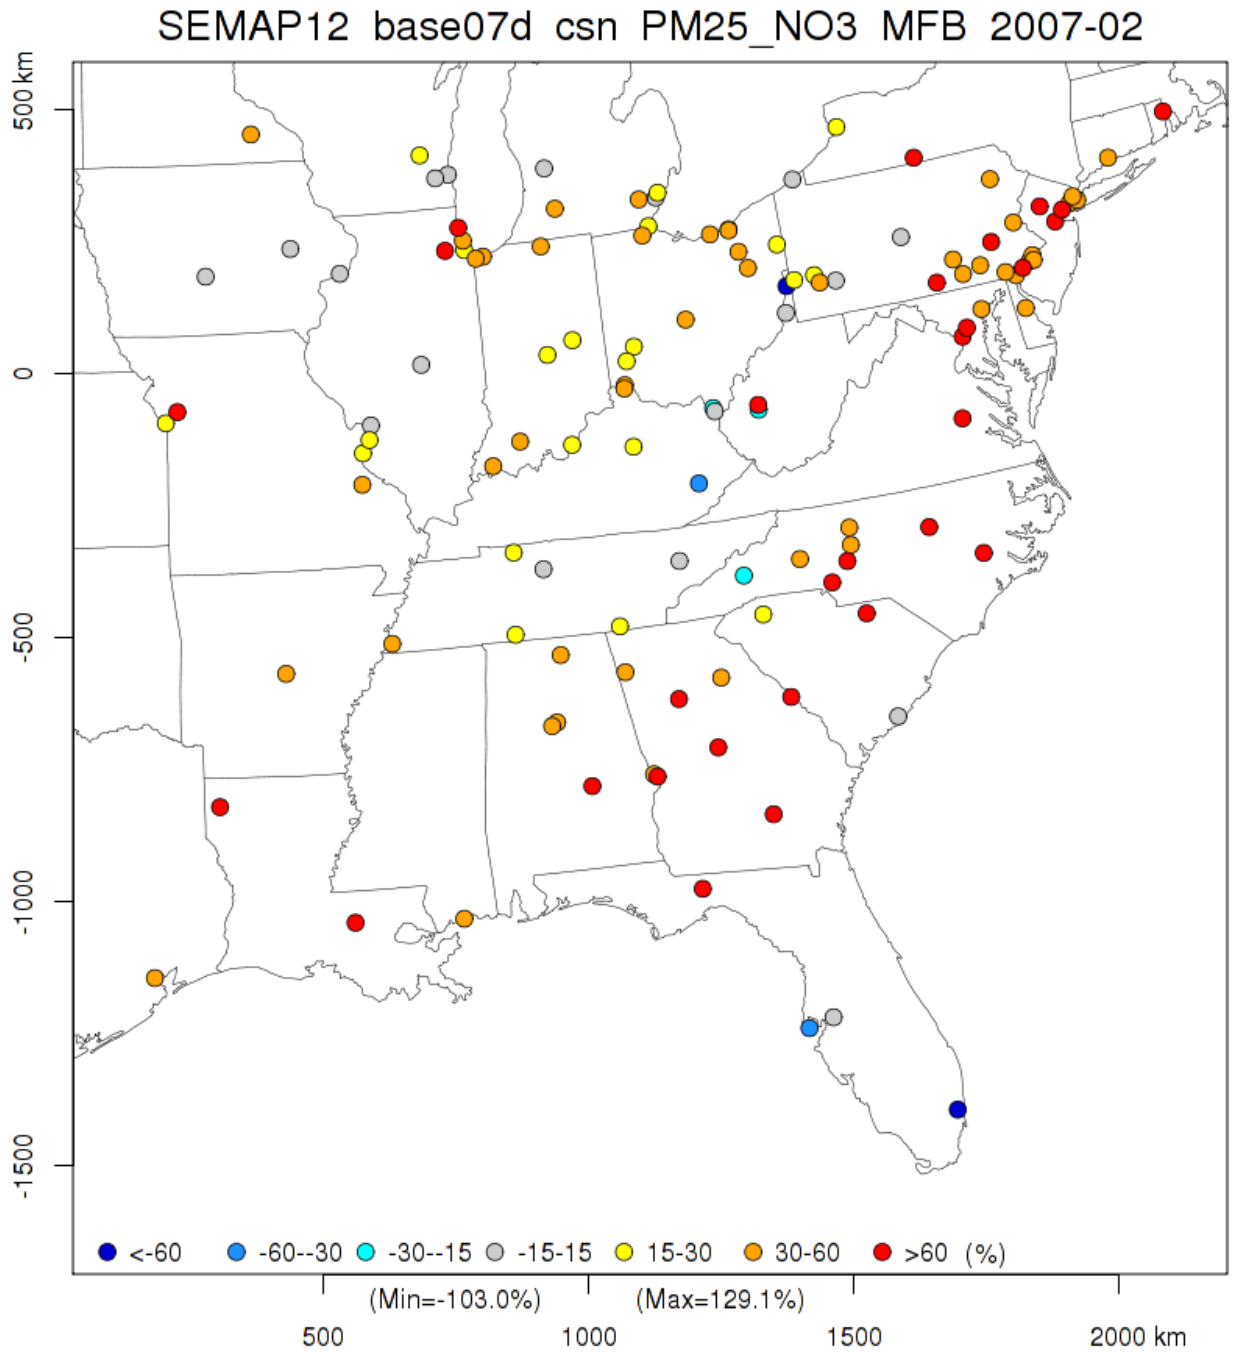 SEMAP12 base07d csn PM25_NO3 MFB 2007-02
500 km
0
-500
-1000
-1500
<-60 -60--30 -30--15 -15-15 15-30 30-60 >60 (%)
(Min=-103.0%) (Max=129.1%)
500 1000 1500 2000 km